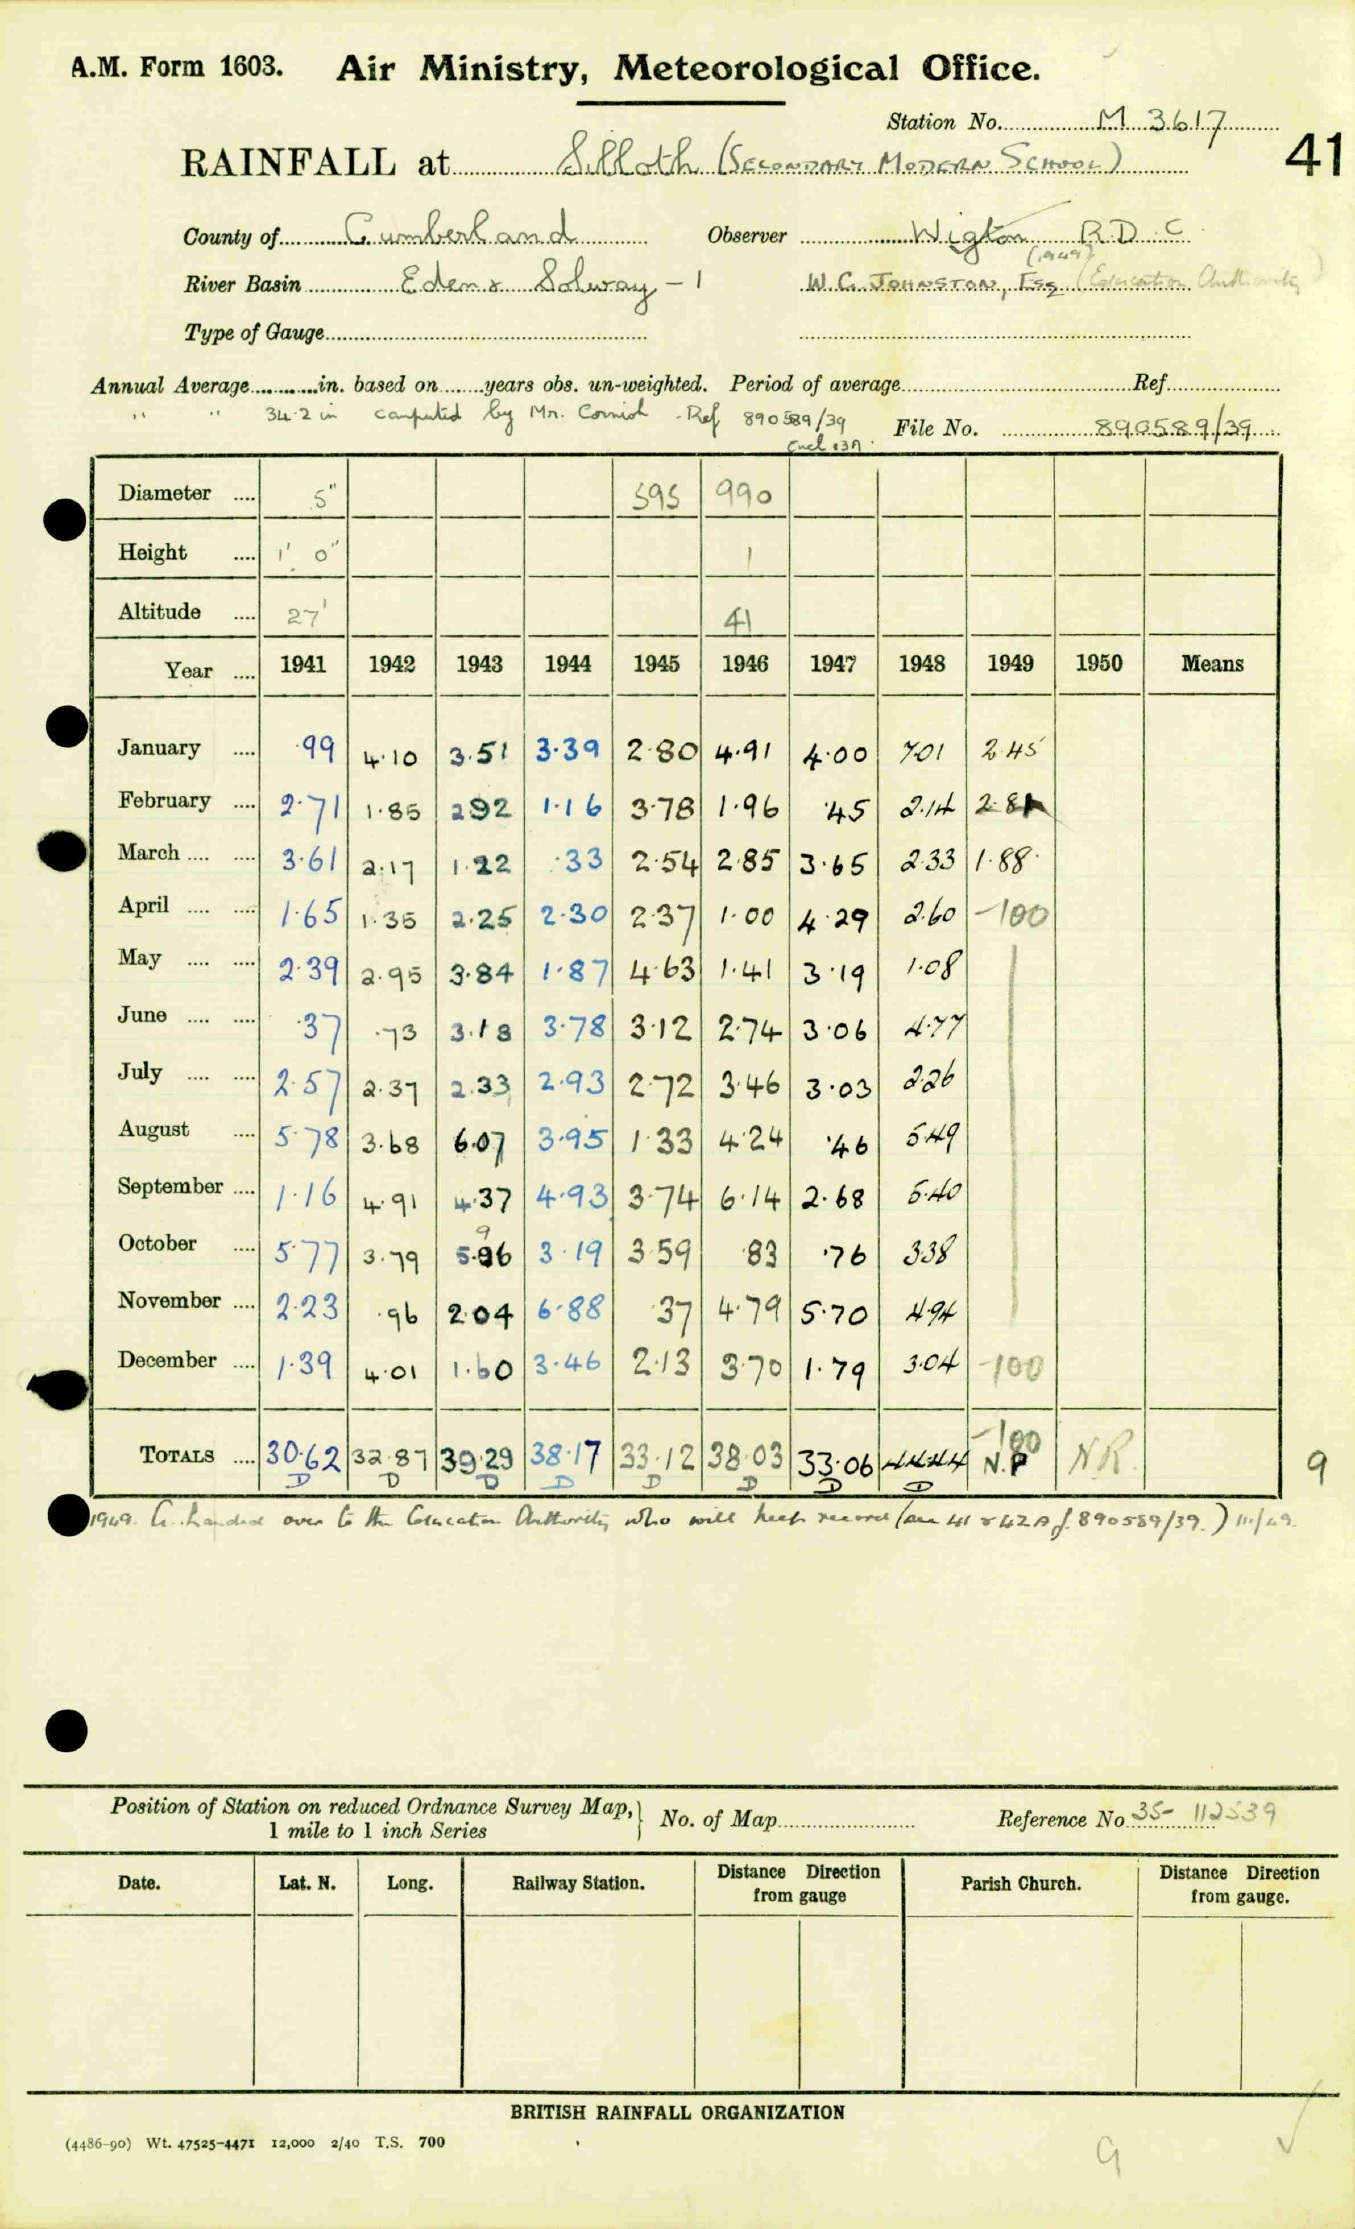 A.M. Form 1603. Air Ministry, Meteorological Office.
Station No. M 3617
41
RAINFALL at Silloth (SECONDARY MODERN SCHOOL)
County of Cumberland Observer Wigton R.D.C
(1949)
River Basin Eden & Solway - 1 W. G. JOHNSTON, ESQ (Education Authority)
Type of Gauge
Annual Average in. based on years obs. un-weighted. Period of average Ref.
" " 34.2 in computed by Mr. Cornish Ref 890589/39 File No. 890589/39
Encl 43A.
Diameter 5" 595 990
Height 1' 0" 1
Altitude 27' 41
Year 1941 1942 1943 1944 1945 1946 1947 1948 1949 1950 Means
January .99 4.10 3.51 3.39 2.80 4.91 4.00 7.01 2.45
February 2.71 1.85 2.92 1.16 3.78 1.96 .45 2.14 2.81
March 3.61 2.17 1.22 .33 2.54 2.85 3.65 2.33 1.88
April 1.65 1.35 2.25 2.30 2.37 1.00 4.29 2.60 -100
May 2.39 2.95 3.84 1.87 4.63 1.41 3.19 1.08
June .37 .73 3.18 3.78 3.12 2.74 3.06 4.77
July 2.57 2.37 2.33 2.93 2.72 3.46 3.03 2.26
August 5.78 3.68 6.07 3.95 1.33 4.24 .46 5.49
September 1.16 4.91 4.37 4.93 3.74 6.14 2.68 5.40
9
October 5.77 3.79 5.96 3.19 3.59 .83 .76 3.38
November 2.23 .96 2.04 6.88 .37 4.79 5.70 4.94
December 1.39 4.01 1.60 3.46 2.13 3.70 1.79 3.04 -100
-100
TOTALS 30.62 32.87 39.29 38.17 33.12 38.03 33.06 44.44 N.P N.R. 9
D D D D D D D D
1949. G. handed over to the Education Authority who will keep record (see 41 & 42A of 890589/39.) 11/49.
Position of Station on reduced Ordnance Survey Map, 1 mile to 1 inch Series No. of Map Reference No 35- 112539
Date. Lat. N. Long. Railway Station. Distance Direction from gauge Parish Church. Distance Direction from gauge.
BRITISH RAINFALL ORGANIZATION
(4486-90) Wt. 47525-4471 12,000 2/40 T.S. 700